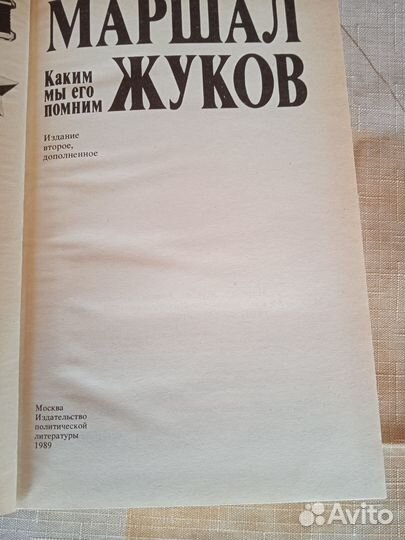 МАРШАЛ
Каким
мы его
помним
ЖУКОВ
Издание
второе,
дополненное
Москва
Издательство
политической
литературы
1989
Avito